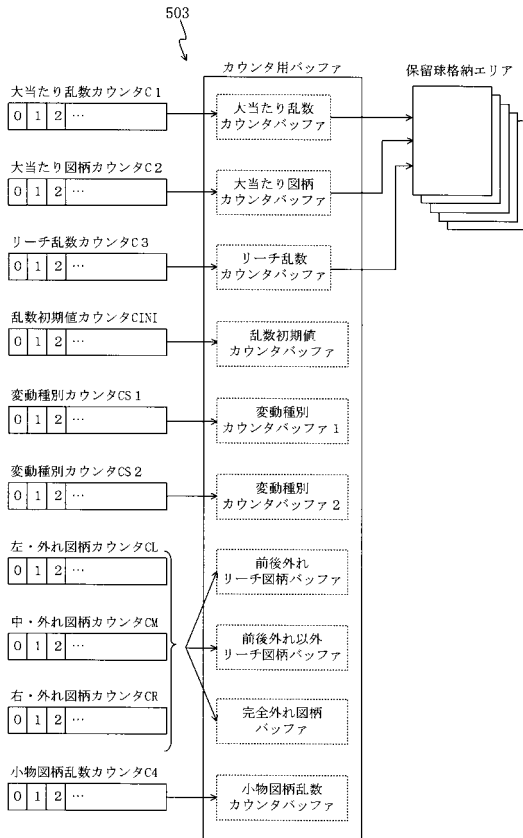 503
カウンタ用バッファ
保留球格納エリア
大当たり乱数カウンタC1
0 1 2 …
大当たり乱数
カウンタバッファ
大当たり図柄カウンタC2
0 1 2 …
大当たり図柄
カウンタバッファ
リーチ乱数カウンタC3
0 1 2 …
リーチ乱数
カウンタバッファ
乱数初期値カウンタCINI
0 1 2 …
乱数初期値
カウンタバッファ
変動種別カウンタCS1
0 1 2 …
変動種別
カウンタバッファ1
変動種別カウンタCS2
0 1 2 …
変動種別
カウンタバッファ2
左・外れ図柄カウンタCL
0 1 2 …
前後外れ
リーチ図柄バッファ
中・外れ図柄カウンタCM
0 1 2 …
前後外れ以外
リーチ図柄バッファ
右・外れ図柄カウンタCR
0 1 2 …
完全外れ図柄
バッファ
小物図柄乱数カウンタC4
0 1 2 …
小物図柄乱数
カウンタバッファ